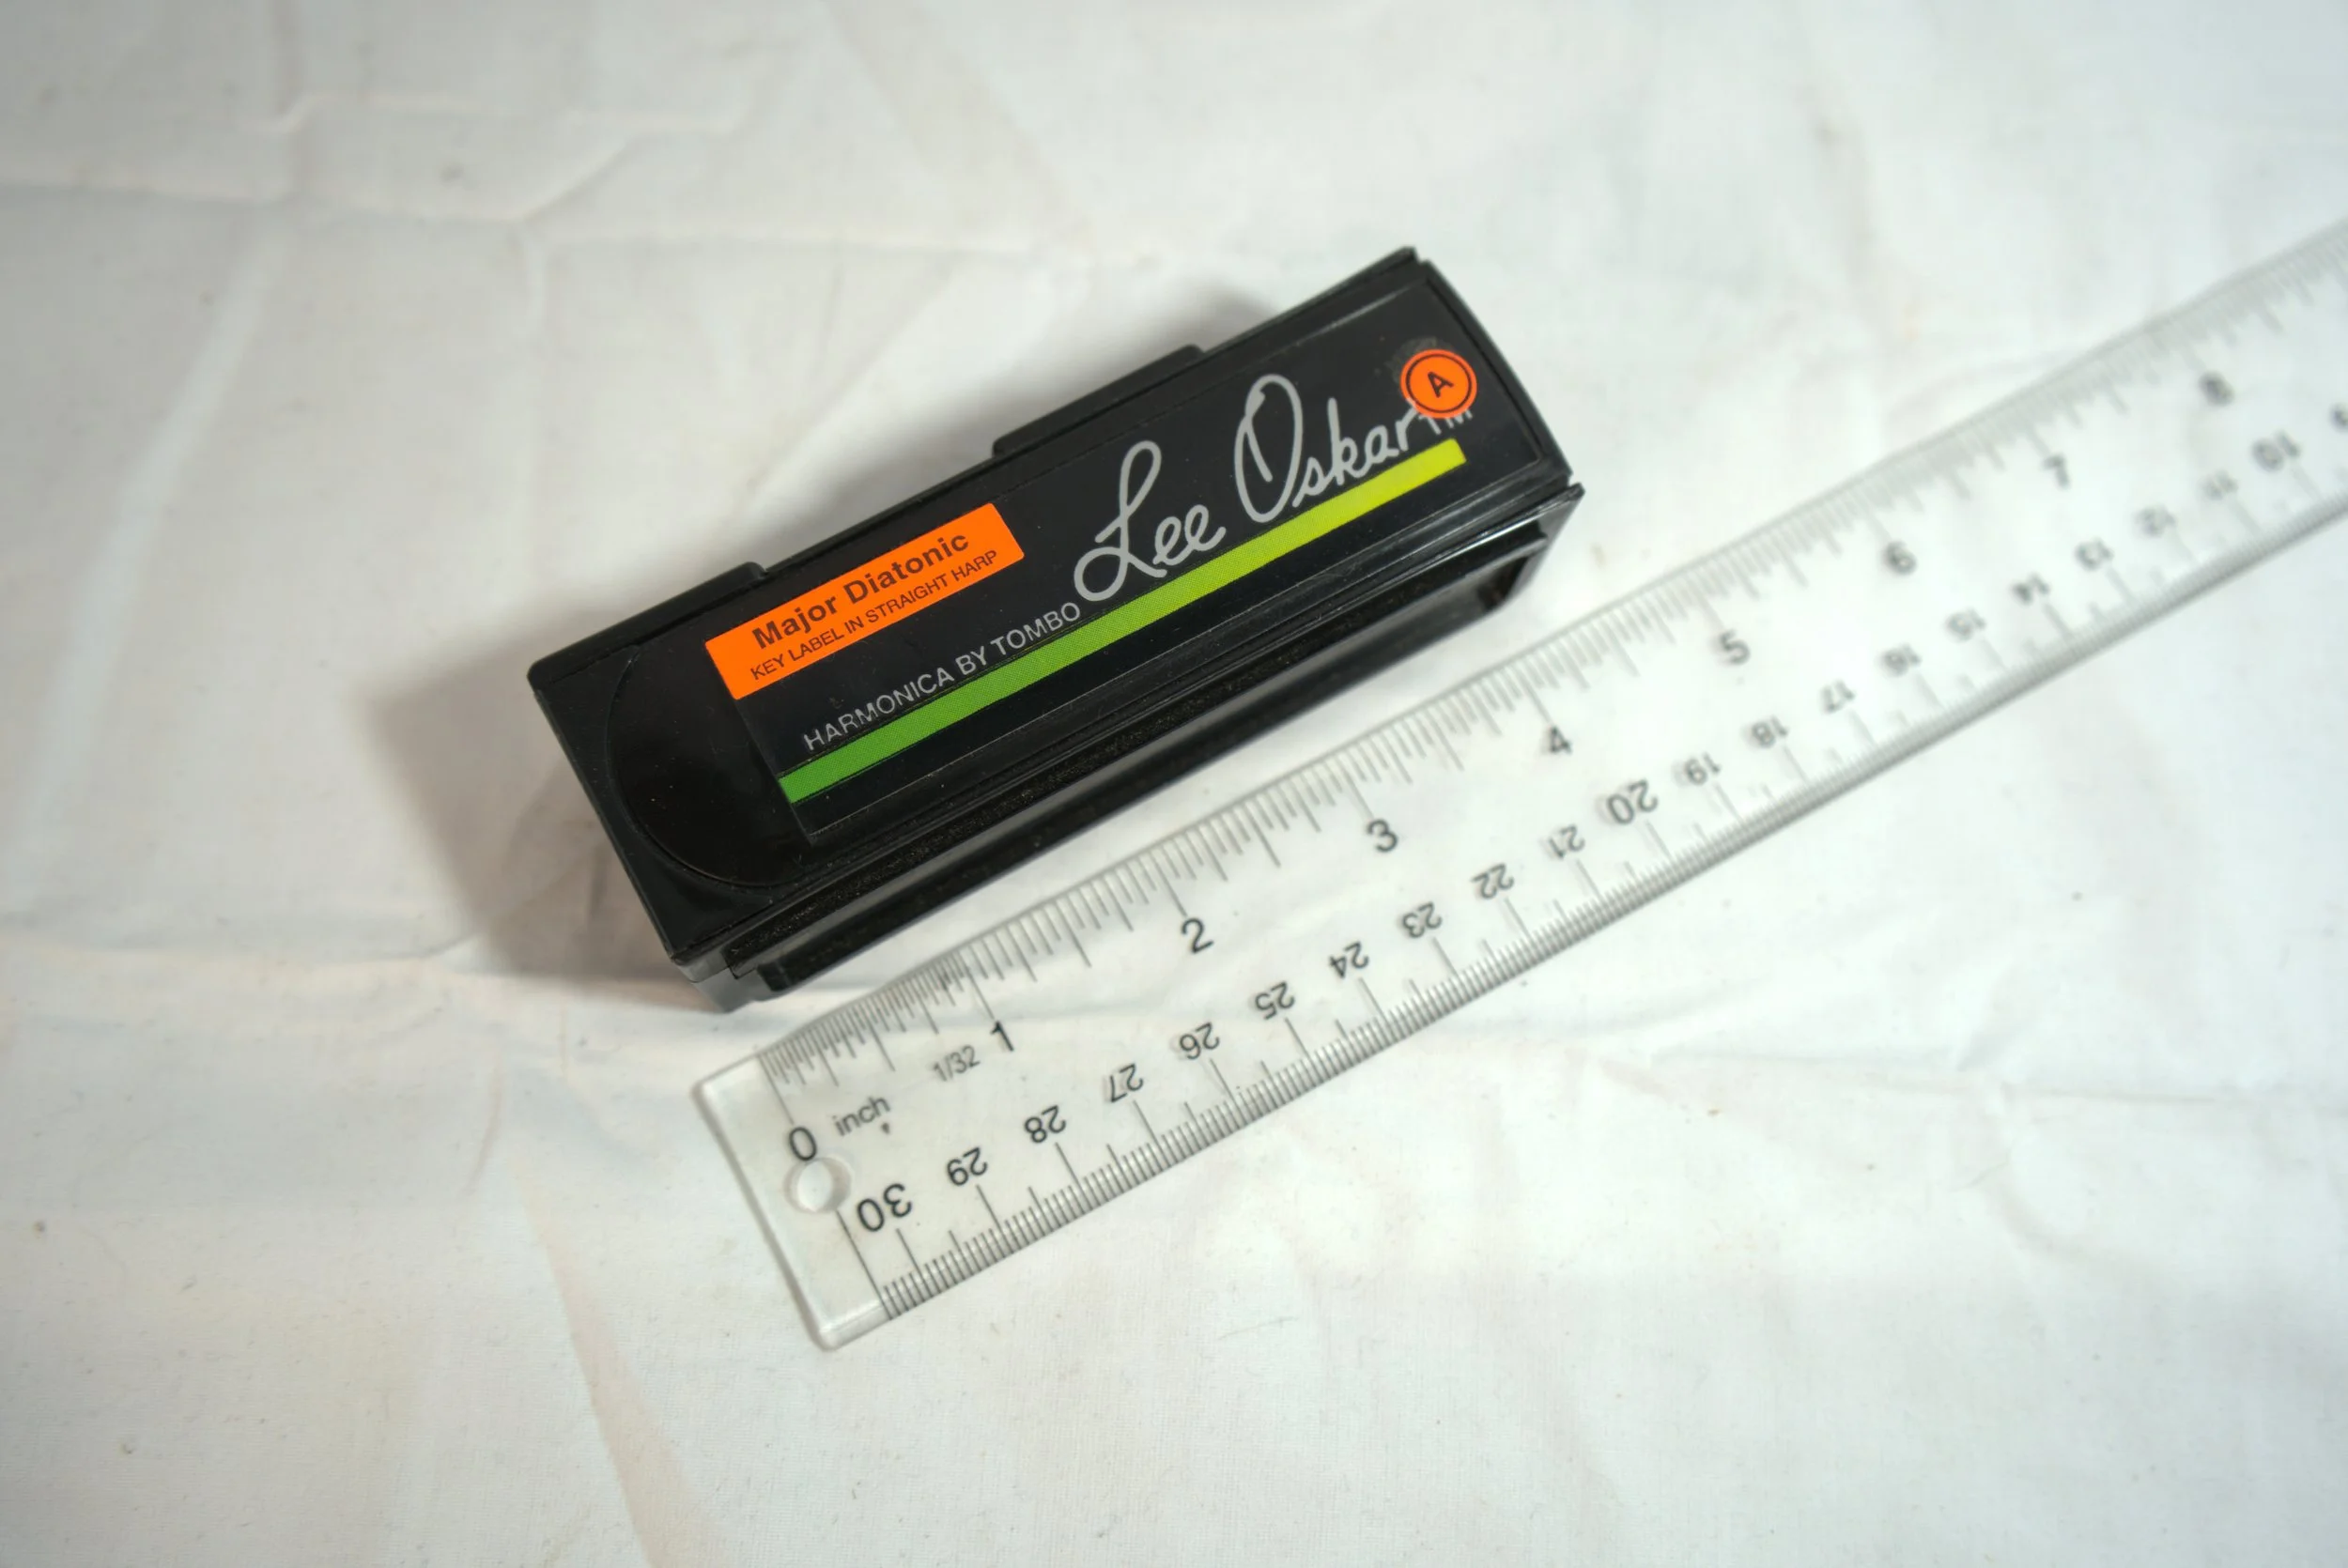 A
Lee Oskar™
Major Diatonic
KEY LABEL IN STRAIGHT HARP
HARMONICA BY TOMBO
0 1 2 3 4 5 6 7 8
inch 1/32
30 29 28 27 26 25 24 23 22 21 20 19 18 17 16 15 14 13 12 11 10 9